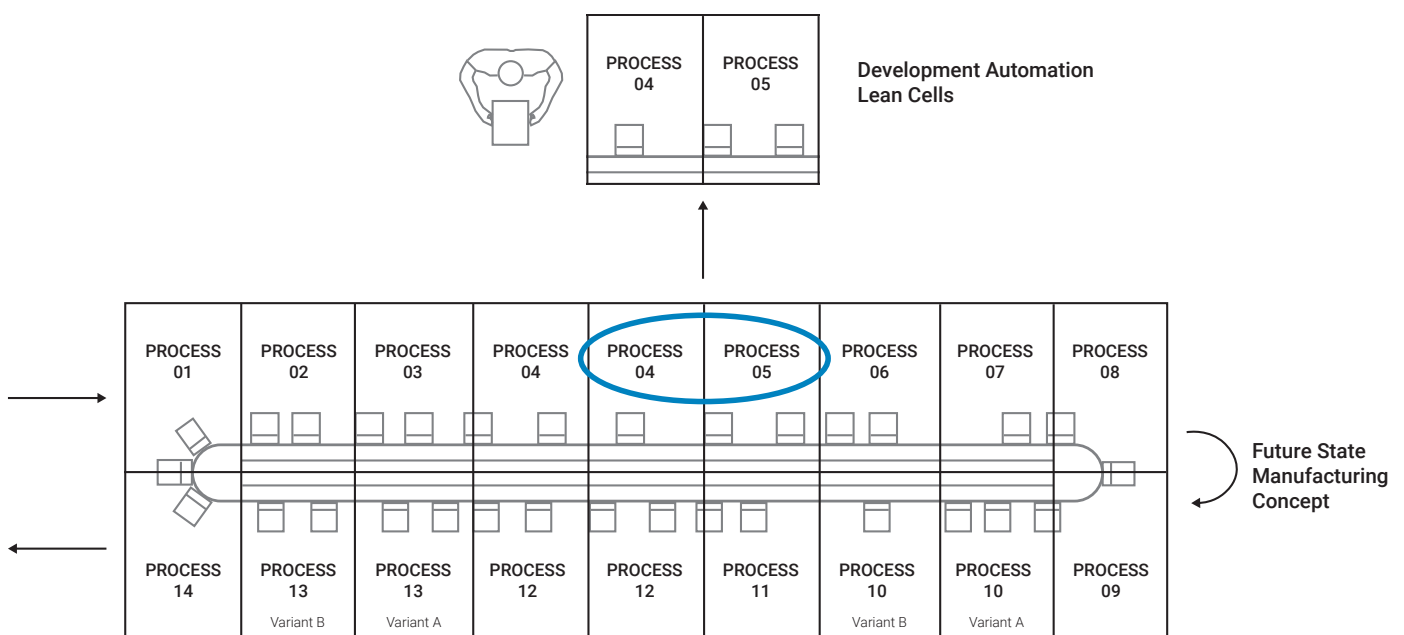 PROCESS
04
PROCESS
05
Development Automation
Lean Cells
PROCESS
01
PROCESS
02
PROCESS
03
PROCESS
04
PROCESS
04
PROCESS
05
PROCESS
06
PROCESS
07
PROCESS
08
Future State
Manufacturing
Concept
PROCESS
14
PROCESS
13
Variant B
PROCESS
13
Variant A
PROCESS
12
PROCESS
12
PROCESS
11
PROCESS
10
Variant B
PROCESS
10
Variant A
PROCESS
09